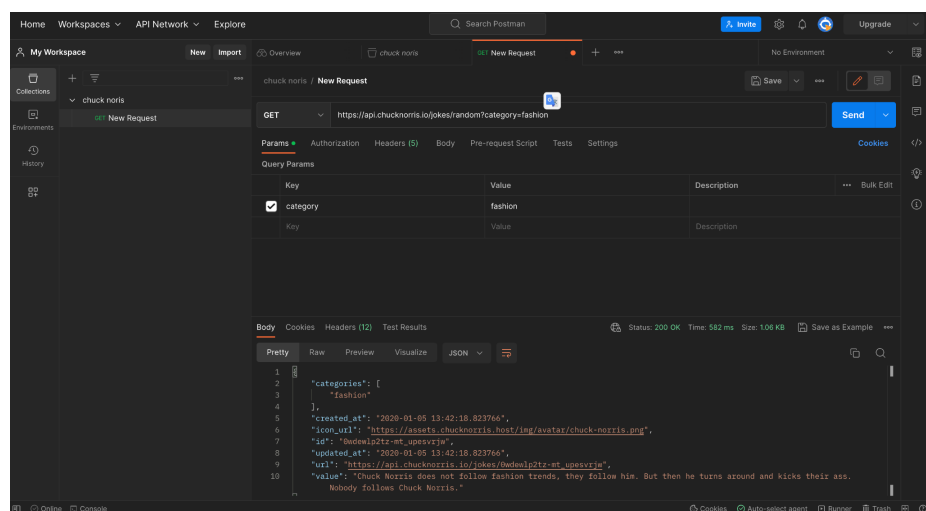 Home Workspaces API Network Explore Search Postman Invite Upgrade
My Workspace New Import Overview chuck noris GET New Request No Environment
Collections
chuck noris / New Request Save
chuck noris
GET New Request
Environments
History
GET https://api.chucknorris.io/jokes/random?category=fashion Send
Params Authorization Headers (5) Body Pre-request Script Tests Settings Cookies
Query Params
Key Value Description Bulk Edit
category fashion
Key Value Description
Body Cookies Headers (12) Test Results Status: 200 OK Time: 582 ms Size: 1.06 KB Save as Example
Pretty Raw Preview Visualize JSON
1 {
2 "categories": [
3 "fashion"
4 ],
5 "created_at": "2020-01-05 13:42:18.823766",
6 "icon_url": "https://assets.chucknorris.host/img/avatar/chuck-norris.png",
7 "id": "0wdewlp2tz-mt_upesvrjw",
8 "updated_at": "2020-01-05 13:42:18.823766",
9 "url": "https://api.chucknorris.io/jokes/0wdewlp2tz-mt_upesvrjw",
10 "value": "Chuck Norris does not follow fashion trends, they follow him. But then he turns around and kicks their ass.
Nobody follows Chuck Norris."
Online Console Cookies Auto-select agent Runner Trash